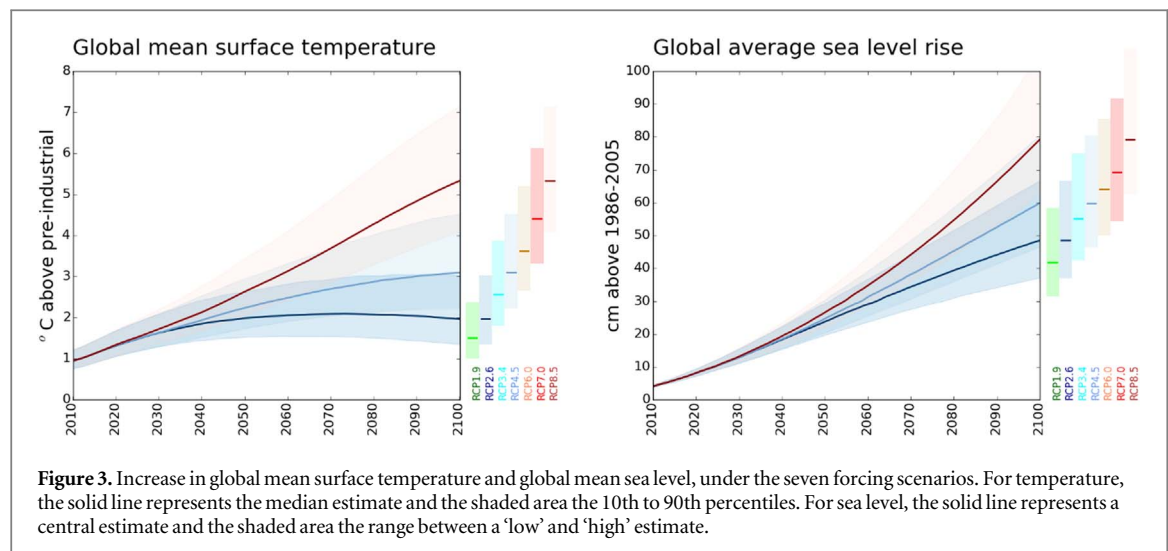 Global mean surface temperature
Global average sea level rise
° C above pre-industrial
8
7
6
5
4
3
2
1
0
2010
2020
2030
2040
2050
2060
2070
2080
2090
2100
RCP1.9
RCP2.6
RCP3.4
RCP4.5
RCP6.0
RCP7.0
RCP8.5
cm above 1986-2005
100
90
80
70
60
50
40
30
20
10
0
2010
2020
2030
2040
2050
2060
2070
2080
2090
2100
RCP1.9
RCP2.6
RCP3.4
RCP4.5
RCP6.0
RCP7.0
RCP8.5
Figure 3. Increase in global mean surface temperature and global mean sea level, under the seven forcing scenarios. For temperature,
the solid line represents the median estimate and the shaded area the 10th to 90th percentiles. For sea level, the solid line represents a
central estimate and the shaded area the range between a ‘low’ and ‘high’ estimate.